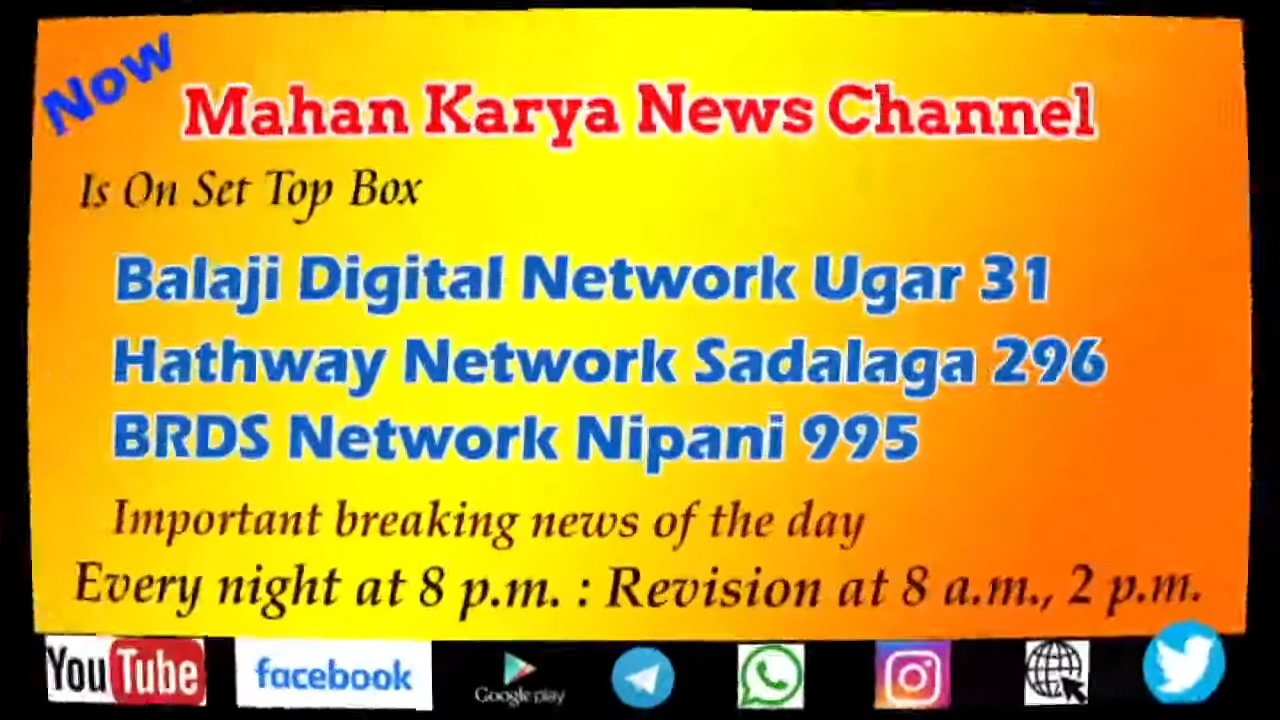 Now
Mahan Karya News Channel
Is On Set Top Box
Balaji Digital Network Ugar 31
Hathway Network Sadalaga 296
BRDS Network Nipani 995
Important breaking news of the day
Every night at 8 p.m. : Revision at 8 a.m., 2 p.m.
YouTube facebook Google play